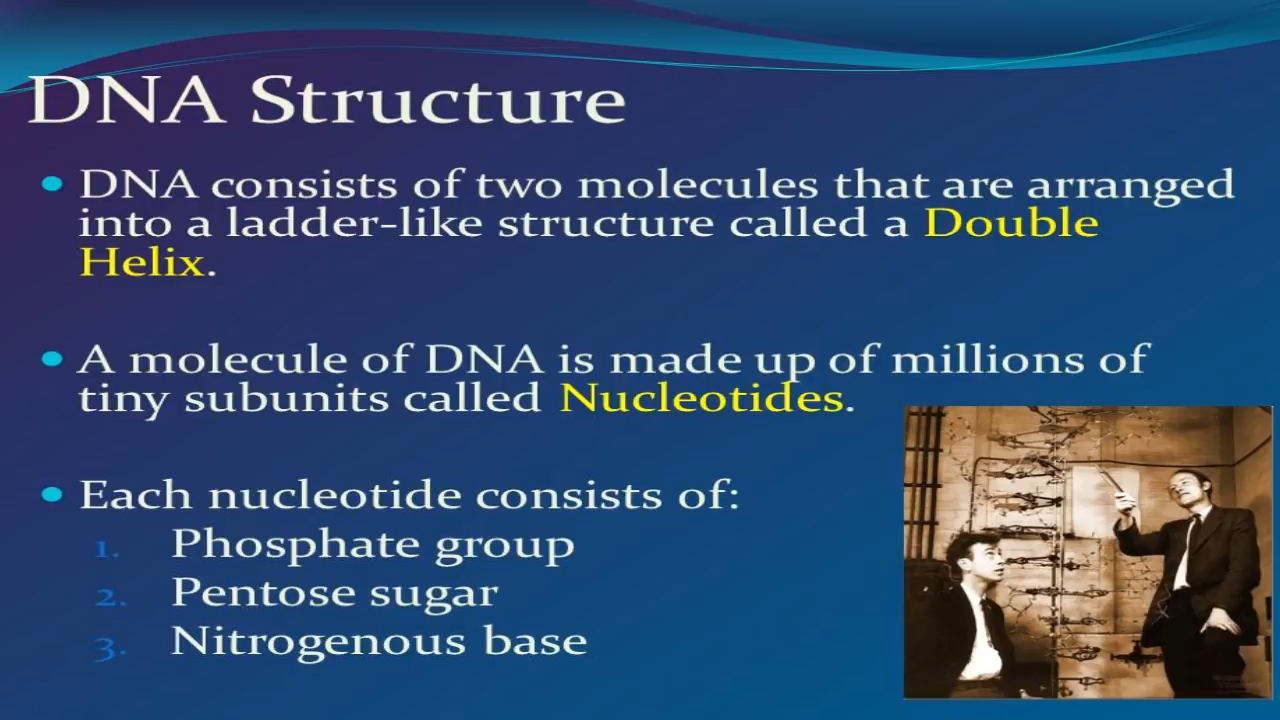 DNA Structure
• DNA consists of two molecules that are arranged
into a ladder-like structure called a Double
Helix.
• A molecule of DNA is made up of millions of
tiny subunits called Nucleotides.
• Each nucleotide consists of:
1. Phosphate group
2. Pentose sugar
3. Nitrogenous base